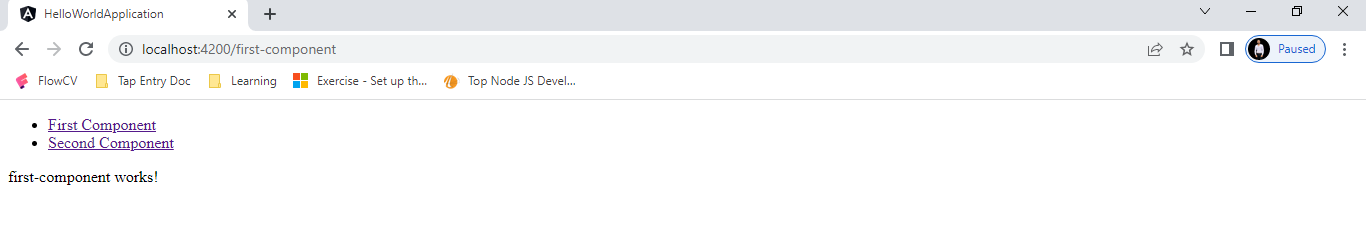 HelloWorldApplication
localhost:4200/first-component
Paused
FlowCV Tap Entry Doc Learning Exercise - Set up th... Top Node JS Devel...
First Component
Second Component
first-component works!